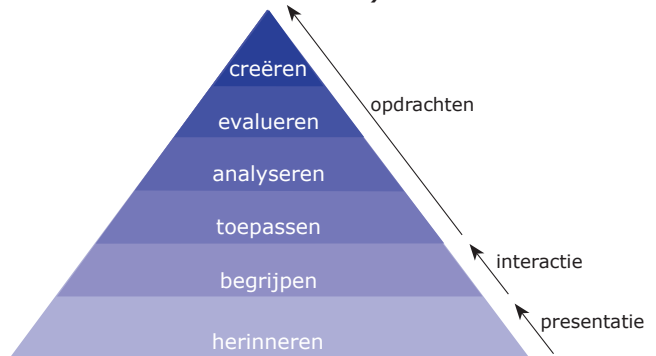 creëren
opdrachten
evalueren
analyseren
toepassen
interactie
begrijpen
presentatie
herinneren